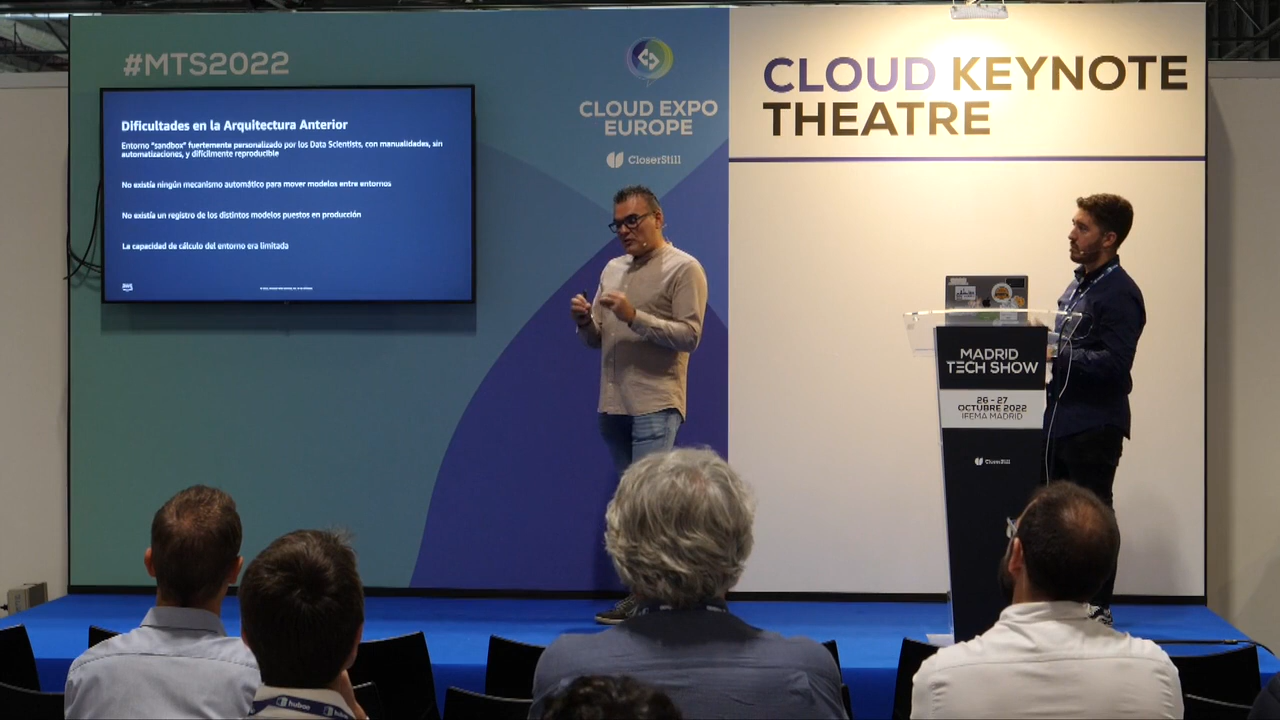 #MTS2022
Dificultades en la Arquitectura Anterior
Entorno "sandbox" fuertemente personalizado por los Data Scientists, con manualidades, sin
automatizaciones, y difícilmente reproducible
No existía ningún mecanismo automático para mover modelos entre entornos
No existía un registro de los distintos modelos puestos en producción
La capacidad de cálculo del entorno era limitada
aws
CLOUD EXPO
EUROPE
CloserStill
CLOUD KEYNOTE
THEATRE
MADRID
TECH SHOW
26 - 27
OCTUBRE 2022
IFEMA MADRID
CloserStill